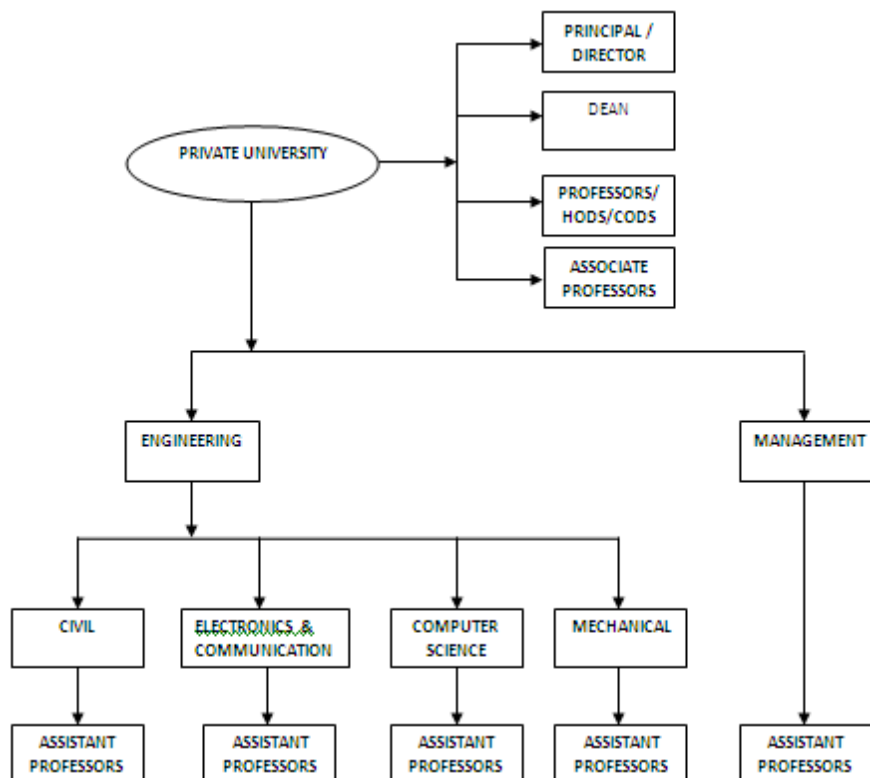 PRINCIPAL /
DIRECTOR
DEAN
PRIVATE UNIVERSITY
PROFESSORS/
HODS/CODS
ASSOCIATE
PROFESSORS
ENGINEERING
MANAGEMENT
CIVIL
ELECTRONICS &
COMMUNICATION
COMPUTER
SCIENCE
MECHANICAL
ASSISTANT
PROFESSORS
ASSISTANT
PROFESSORS
ASSISTANT
PROFESSORS
ASSISTANT
PROFESSORS
ASSISTANT
PROFESSORS